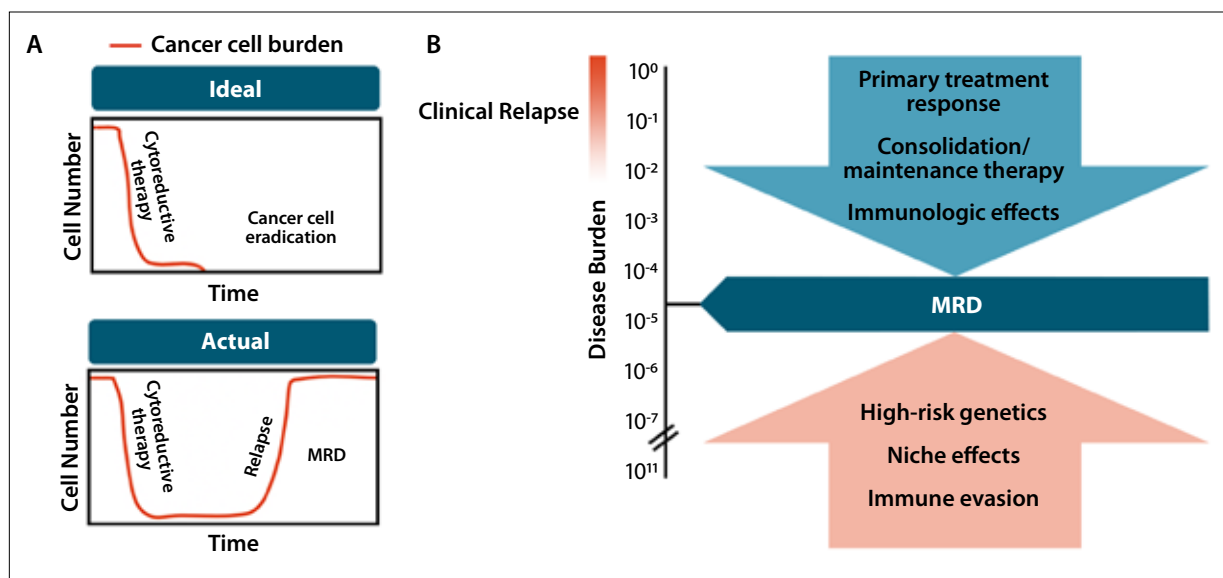 A
Cancer cell burden
Ideal
Cell Number
Cytoreductive
therapy
Cancer cell
eradication
Time
Actual
Cell Number
Cytoreductive
therapy
Relapse
MRD
Time
B
Clinical Relapse
Disease Burden
10⁰
10⁻¹
10⁻²
10⁻³
10⁻⁴
10⁻⁵
10⁻⁶
10⁻⁷
10¹¹
Primary treatment
response
Consolidation/
maintenance therapy
Immunologic effects
MRD
High-risk genetics
Niche effects
Immune evasion